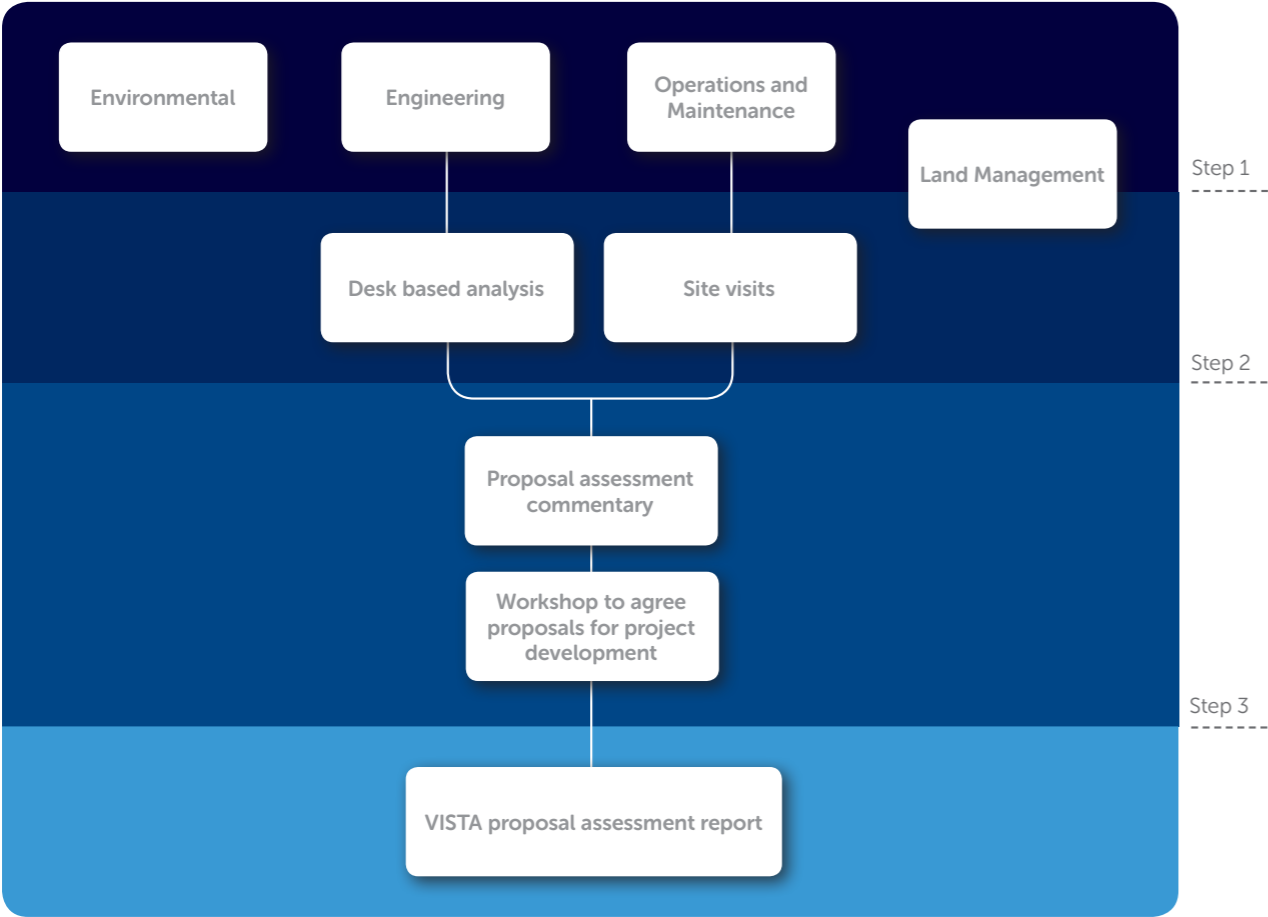 Environmental
Engineering
Operations and
Maintenance
Land Management
Step 1
Desk based analysis
Site visits
Step 2
Proposal assessment
commentary
Workshop to agree
proposals for project
development
Step 3
VISTA proposal assessment report